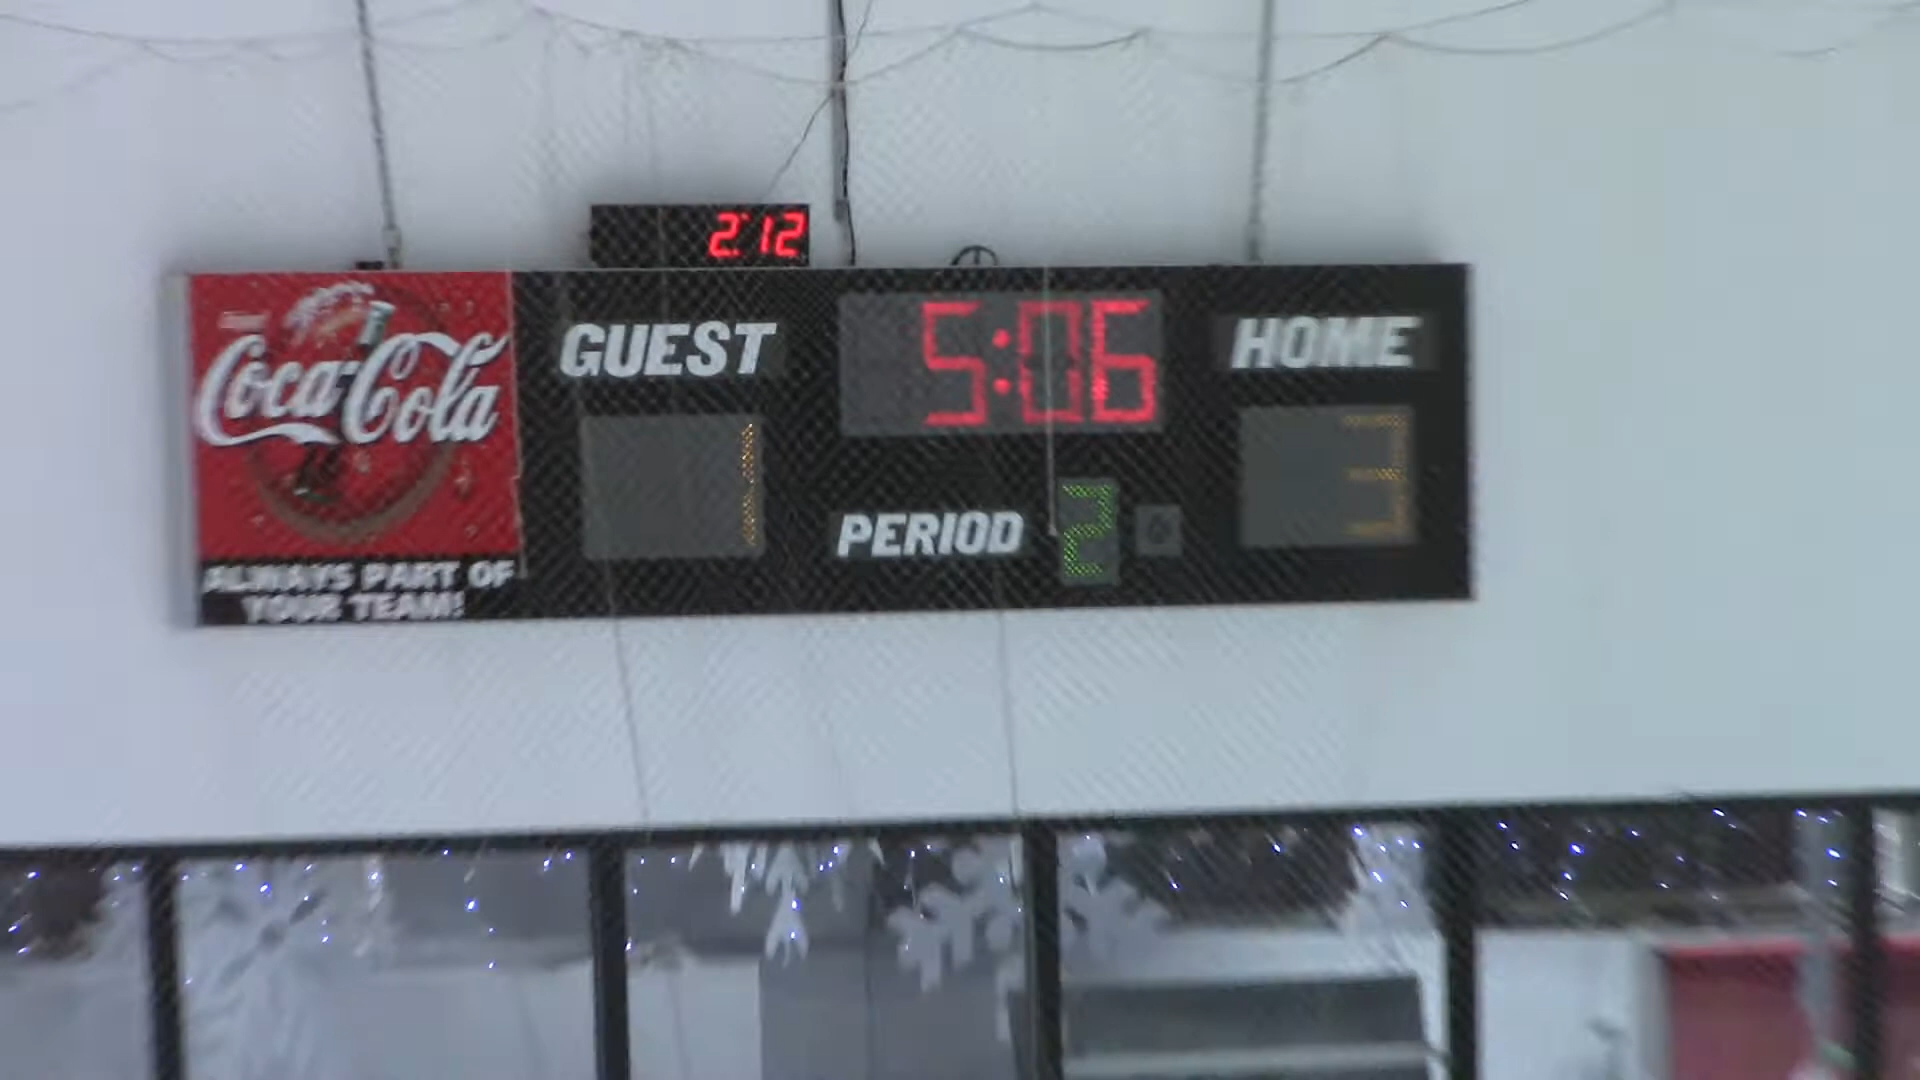 2:12
Coca-Cola
ALWAYS PART OF
YOUR TEAM!
GUEST
1
5:06
PERIOD 2
HOME
3